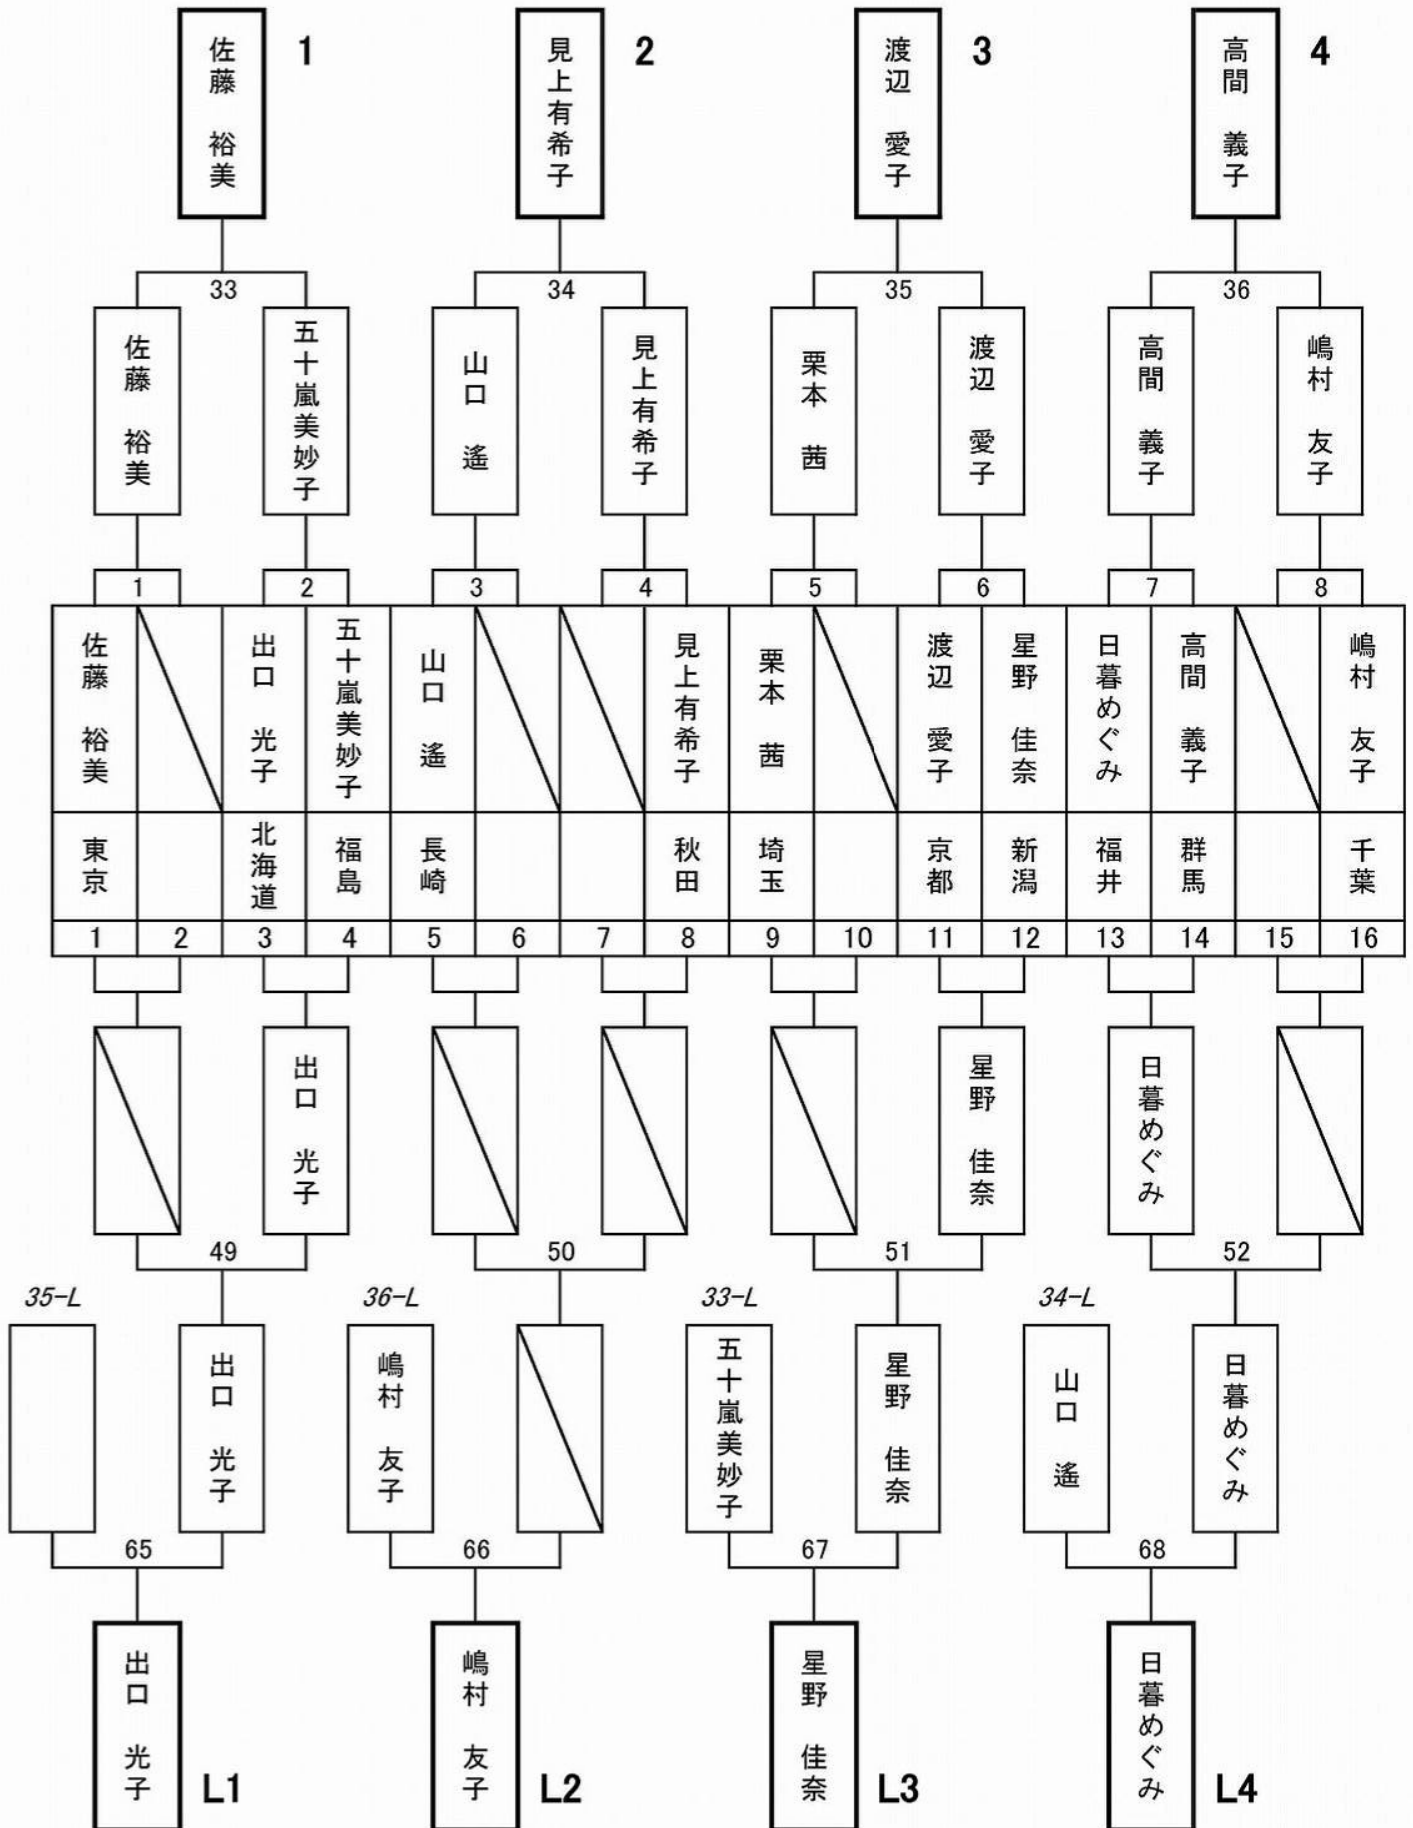 佐藤 裕美
1
見上有希子
2
渡辺 愛子
3
高間 義子
4
33
34
35
36
佐藤 裕美
五十嵐美妙子
山口 遙
見上有希子
栗本 茜
渡辺 愛子
高間 義子
嶋村 友子
1
2
3
4
5
6
7
8
佐藤 裕美
出口 光子
五十嵐美妙子
山口 遙
見上有希子
栗本 茜
渡辺 愛子
星野 佳奈
日暮めぐみ
高間 義子
嶋村 友子
東京
北海道
福島
長崎
秋田
埼玉
京都
新潟
福井
群馬
千葉
1
2
3
4
5
6
7
8
9
10
11
12
13
14
15
16
出口 光子
星野 佳奈
日暮めぐみ
49
50
51
52
35-L
36-L
33-L
34-L
出口 光子
嶋村 友子
五十嵐美妙子
星野 佳奈
山口 遙
日暮めぐみ
65
66
67
68
出口 光子
L1
嶋村 友子
L2
星野 佳奈
L3
日暮めぐみ
L4